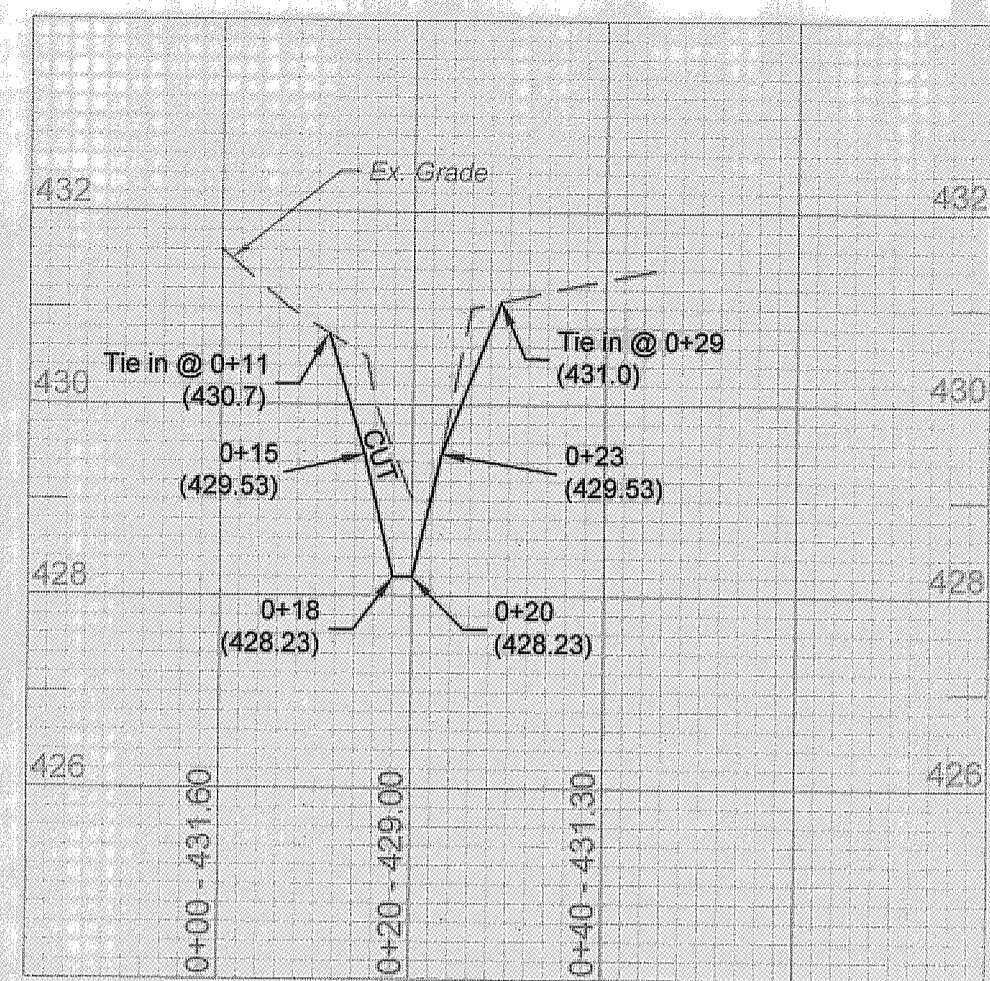 Ex. Grade
432
432
Tie in @ 0+11
(430.7)
Tie in @ 0+29
(431.0)
430
430
0+15
(429.53)
CUT
0+23
(429.53)
428
428
0+18
(428.23)
0+20
(428.23)
426
426
0+00 - 431.60
0+20 - 429.00
0+40 - 431.30